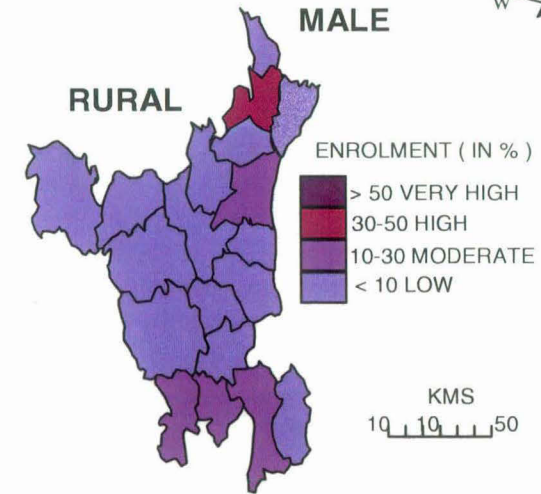 W
MALE
RURAL
ENROLMENT ( IN % )
> 50 VERY HIGH
30-50 HIGH
10-30 MODERATE
< 10 LOW
KMS
10 10 50